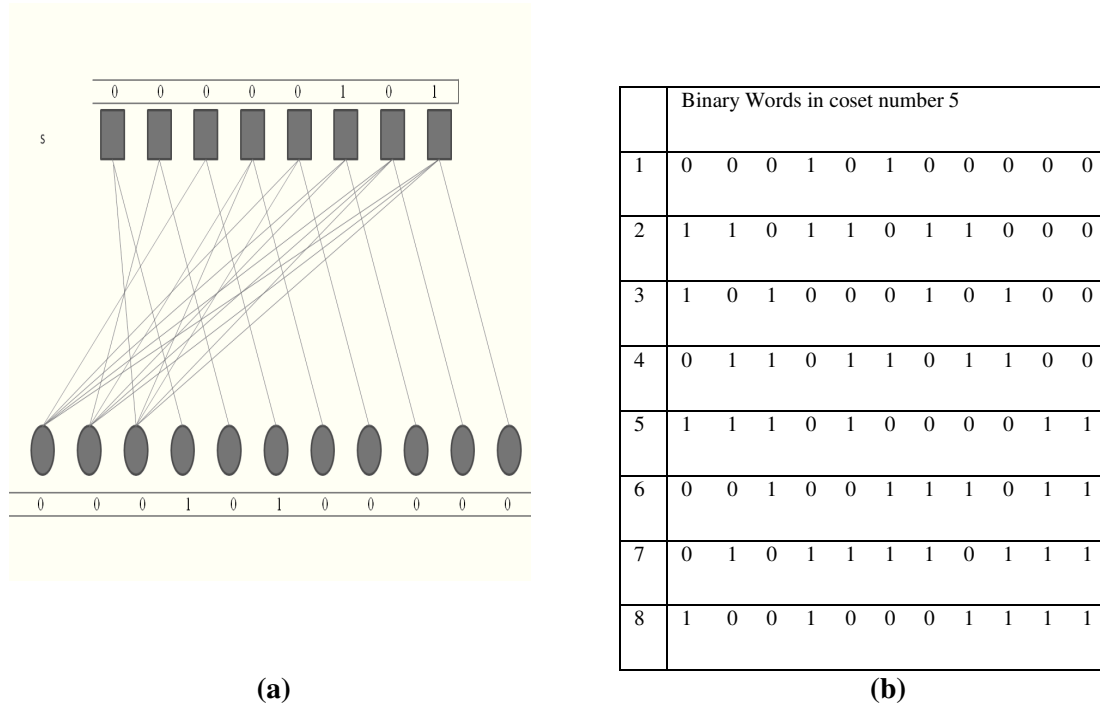 0 0 0 0 0 1 0 1
s
0 0 0 1 0 1 0 0 0 0 0
(a)
Binary Words in coset number 5
1 0 0 0 1 0 1 0 0 0 0 0
2 1 1 0 1 1 0 1 1 0 0 0
3 1 0 1 0 0 0 1 0 1 0 0
4 0 1 1 0 1 1 0 1 1 0 0
5 1 1 1 0 1 0 0 0 0 1 1
6 0 0 1 0 0 1 1 1 0 1 1
7 0 1 0 1 1 1 1 0 1 1 1
8 1 0 0 1 0 0 0 1 1 1 1
(b)